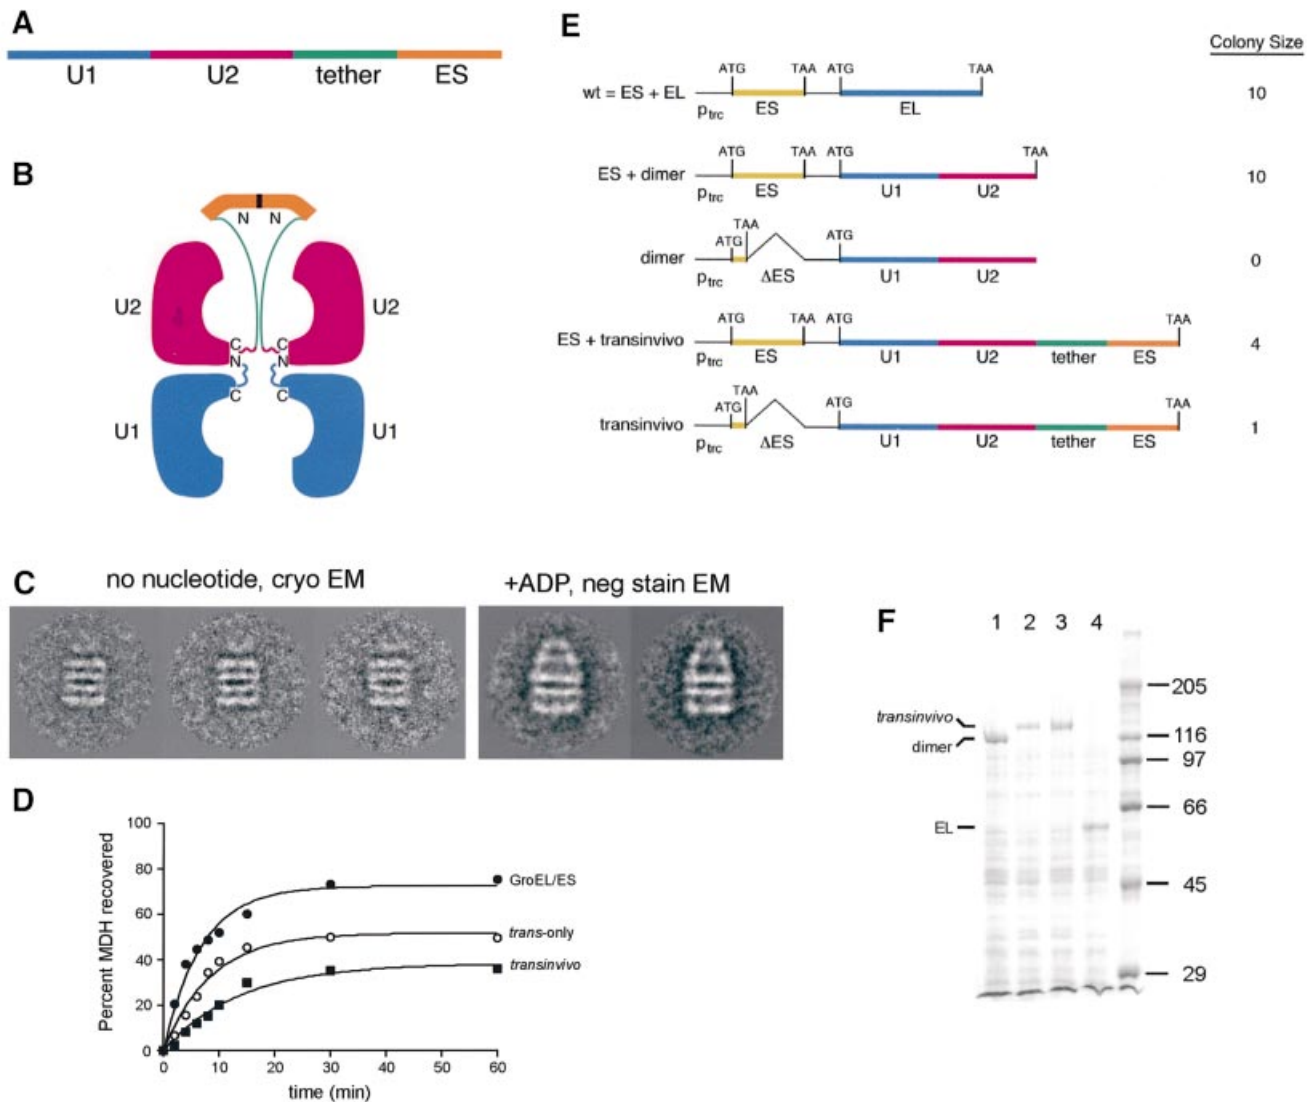 A
U1 U2 tether ES
B
N N
U2 U2
C C
N N
C C
U1 U1
C
no nucleotide, cryo EM +ADP, neg stain EM
D
Percent MDH recovered
100
80
60
40
20
0
0 10 20 30 40 50 60
time (min)
GroEL/ES
trans-only
transinvivo
E
Colony Size
ATG TAA ATG TAA
wt = ES + EL 10
ptrc ES EL
ATG TAA ATG TAA
ES + dimer 10
ptrc ES U1 U2
TAA
ATG ATG
dimer 0
ptrc ΔES U1 U2
ATG TAA ATG TAA
ES + transinvivo 4
ptrc ES U1 U2 tether ES
TAA
ATG ATG TAA
transinvivo 1
ptrc ΔES U1 U2 tether ES
F
1 2 3 4
transinvivo
dimer
EL
205
116
97
66
45
29